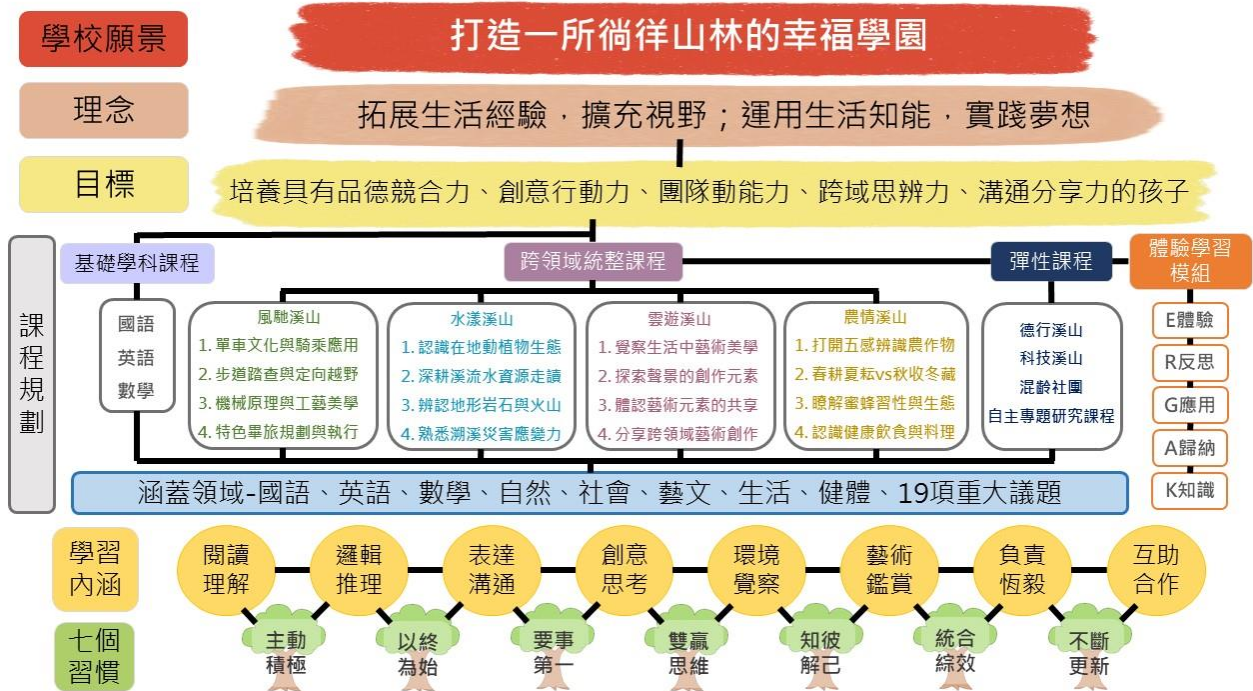 學校願景
打造一所徜徉山林的幸福學園
理念
拓展生活經驗，擴充視野；運用生活知能，實踐夢想
目標
培養具有品德競合力、創意行動力、團隊動能力、跨域思辨力、溝通分享力的孩子
課程規劃
基礎學科課程
國語
英語
數學
跨領域統整課程
風馳溪山
1. 單車文化與騎乘應用
2. 步道踏查與定向越野
3. 機械原理與工藝美學
4. 特色畢旅規劃與執行
水漾溪山
1. 認識在地動植物生態
2. 深耕溪流水資源走讀
3. 辨認地形岩石與火山
4. 熟悉溯溪災害應變力
雲遊溪山
1. 覺察生活中藝術美學
2. 探索聲景的創作元素
3. 體認藝術元素的共享
4. 分享跨領域藝術創作
農情溪山
1. 打開五感辨識農作物
2. 春耕夏耘vs秋收冬藏
3. 瞭解蜜蜂習性與生態
4. 認識健康飲食與料理
彈性課程
德行溪山
科技溪山
混齡社團
自主專題研究課程
體驗學習
模組
E體驗
R反思
G應用
A歸納
K知識
涵蓋領域-國語、英語、數學、自然、社會、藝文、生活、健體、19項重大議題
學習
內涵
閱讀
理解
邏輯
推理
表達
溝通
創意
思考
環境
覺察
藝術
鑑賞
負責
恆毅
互助
合作
七個
習慣
主動
積極
以終
為始
要事
第一
雙贏
思維
知彼
解己
統合
綜效
不斷
更新